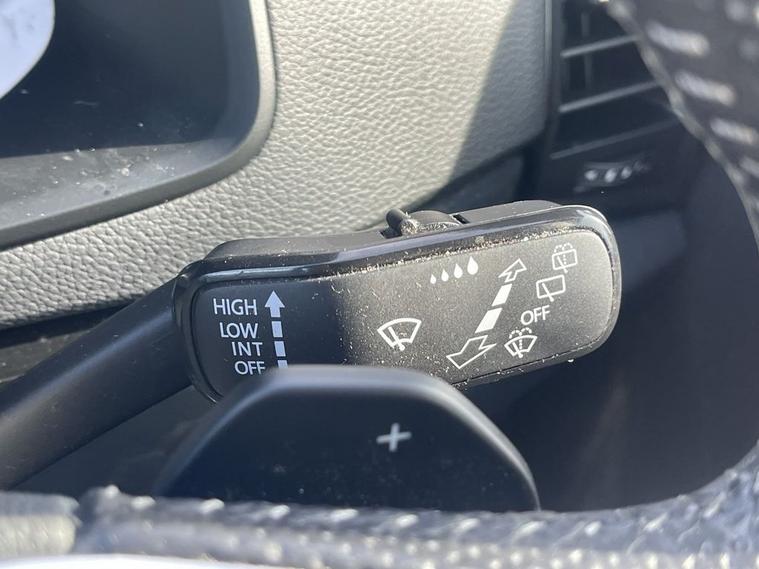 HIGH
LOW
INT
OFF
OFF
+